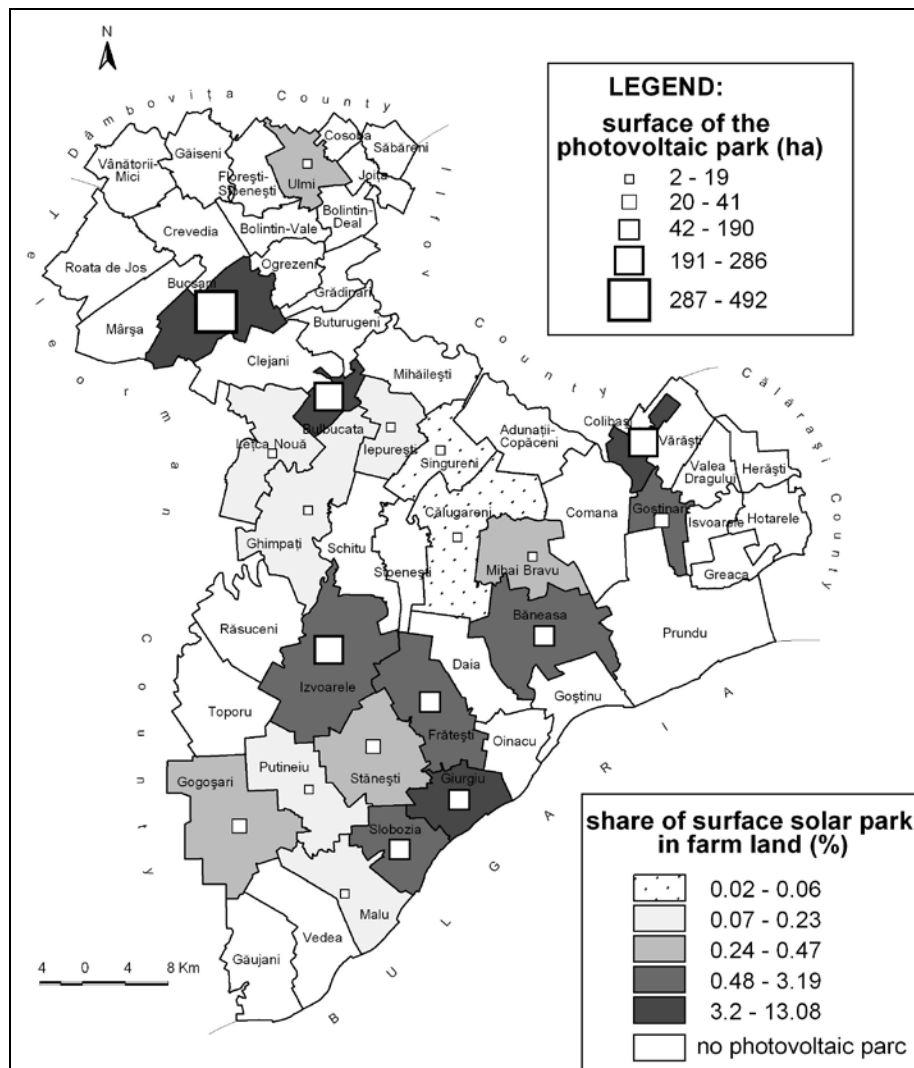 N
Dâmbovița County
Ilfov
County
Călărași
County
Teleorman
County
BULGARIA
LEGEND:
surface of the
photovoltaic park (ha)
2 - 19
20 - 41
42 - 190
191 - 286
287 - 492
Vânătorii-
Mici
Găiseni
Florești-
Stoenești
Ulmi
Cosoba
Săbăreni
Joița
Bolintin-
Deal
Bolintin-Vale
Crevedia
Roata de Jos
Ogrezeni
Bucșani
Grădinari
Mârșa
Buturugeni
Clejani
Mihăilești
Bulbucata
Lețca Nouă
Iepurești
Singureni
Adunații-
Copăceni
Colibași
Vărăști
Valea
Dragului
Herăști
Călugareni
Comana
Goștinari
Isvoarele
Hotarele
Greaca
Ghimpați
Schitu
Stoenești
Mihai Bravu
Băneasa
Prundu
Răsuceni
Daia
Izvoarele
Goștinu
Toporu
Frătești
Oinacu
Putineiu
Stănești
Giurgiu
Gogoșari
Slobozia
Malu
Vedea
Găujani
4 0 4 8 Km
share of surface solar park
in farm land (%)
0.02 - 0.06
0.07 - 0.23
0.24 - 0.47
0.48 - 3.19
3.2 - 13.08
no photovoltaic parc